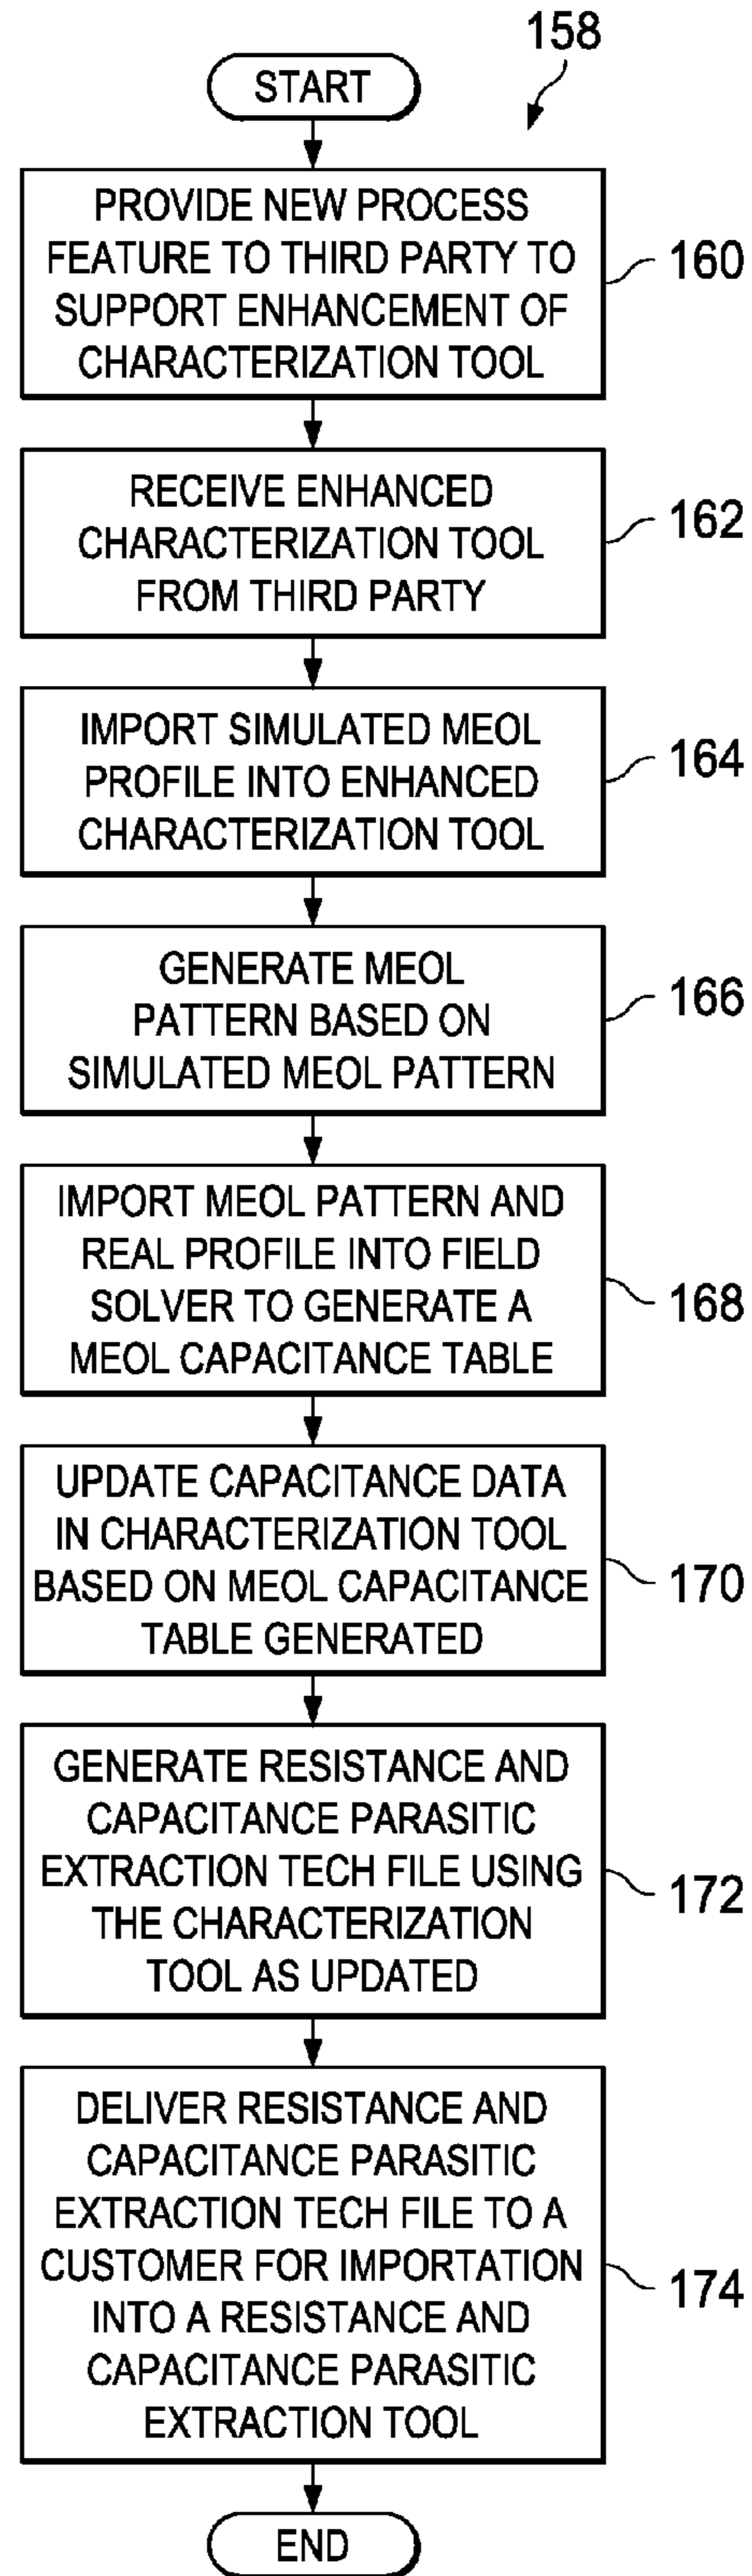 158
START
PROVIDE NEW PROCESS
FEATURE TO THIRD PARTY TO
SUPPORT ENHANCEMENT OF
CHARACTERIZATION TOOL
160
RECEIVE ENHANCED
CHARACTERIZATION TOOL
FROM THIRD PARTY
162
IMPORT SIMULATED MEOL
PROFILE INTO ENHANCED
CHARACTERIZATION TOOL
164
GENERATE MEOL
PATTERN BASED ON
SIMULATED MEOL PATTERN
166
IMPORT MEOL PATTERN AND
REAL PROFILE INTO FIELD
SOLVER TO GENERATE A
MEOL CAPACITANCE TABLE
168
UPDATE CAPACITANCE DATA
IN CHARACTERIZATION TOOL
BASED ON MEOL CAPACITANCE
TABLE GENERATED
170
GENERATE RESISTANCE AND
CAPACITANCE PARASITIC
EXTRACTION TECH FILE USING
THE CHARACTERIZATION
TOOL AS UPDATED
172
DELIVER RESISTANCE AND
CAPACITANCE PARASITIC
EXTRACTION TECH FILE TO A
CUSTOMER FOR IMPORTATION
INTO A RESISTANCE AND
CAPACITANCE PARASITIC
EXTRACTION TOOL
174
END